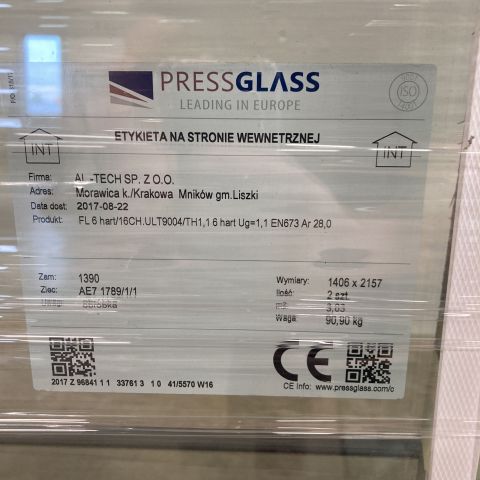 PRESSGLASS
LEADING IN EUROPE
ISO
ETYKIETA NA STRONIE WEWNETRZNEJ
INT
INT
Firma: AL.-TECH SP. Z O.O.
Adres: Morawica k./Krakowa Mników gm.Liszki
Data dost: 2017-08-22
Produkt: FL 6 hart/16CH.ULT9004/TH1,1 6 hart Ug=1,1 EN673 Ar 28,0
Zam: 1390 Wymiary: 1406 x 2157
Zlec: AE7 1789/1/1 Ilość: 2 szt.
Uwagi: obróbka m²: 3,03
Waga: 90,90 kg
CE
2017 Z 96841 1 1 33761 3 1 0 41/5570 W16
CE Info: www.pressglass.com/c